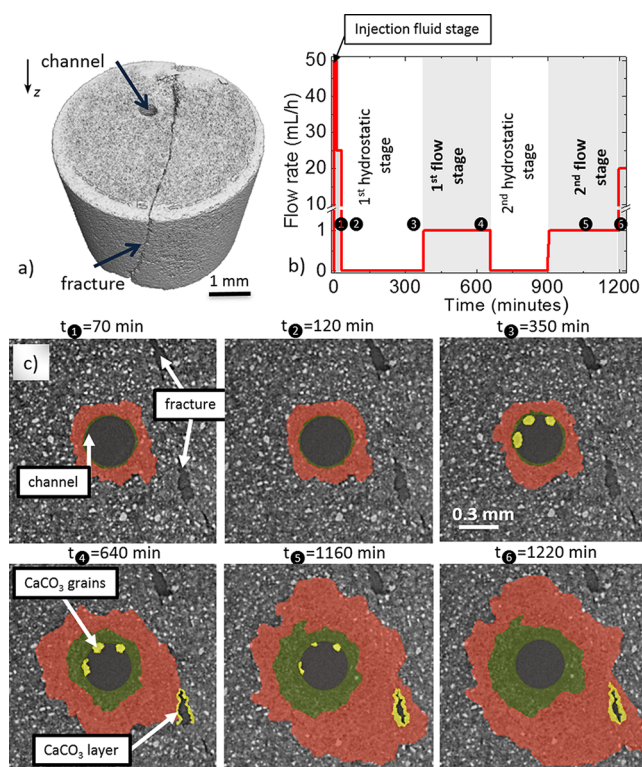 channel
z
a)
fracture
1 mm
Injection fluid stage
Flow rate (mL/h)
50
40
30
20
10
1
0
1st hydrostatic
stage
1st flow
stage
2nd hydrostatic
stage
2nd flow
stage
1 2 3 4 5 6
b)
0 300 600 900 1200
Time (minutes)
t1=70 min
t2=120 min
t3=350 min
c)
fracture
channel
0.3 mm
t4=640 min
t5=1160 min
t6=1220 min
CaCO3 grains
CaCO3 layer